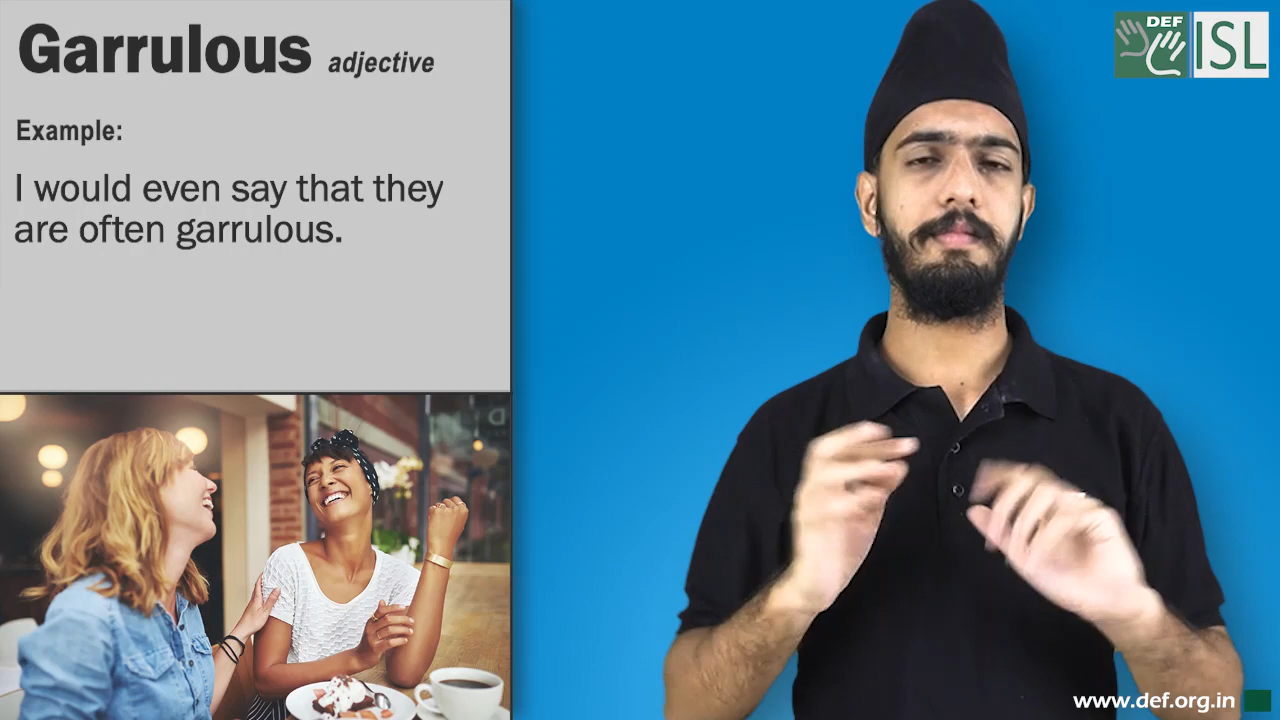 Garrulous adjective
Example:
I would even say that they
are often garrulous.
DEF
ISL
www.def.org.in